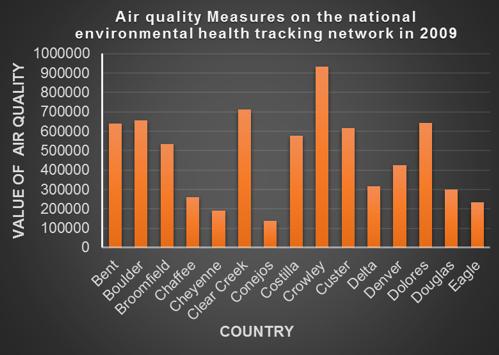 Air quality Measures on the national
environmental health tracking network in 2009
VALUE OF AIR QUALITY
1000000
900000
800000
700000
600000
500000
400000
300000
200000
100000
0
Bent
Boulder
Broomfield
Chaffee
Cheyenne
Clear Creek
Conejos
Costilla
Crowley
Custer
Delta
Denver
Dolores
Douglas
Eagle
COUNTRY